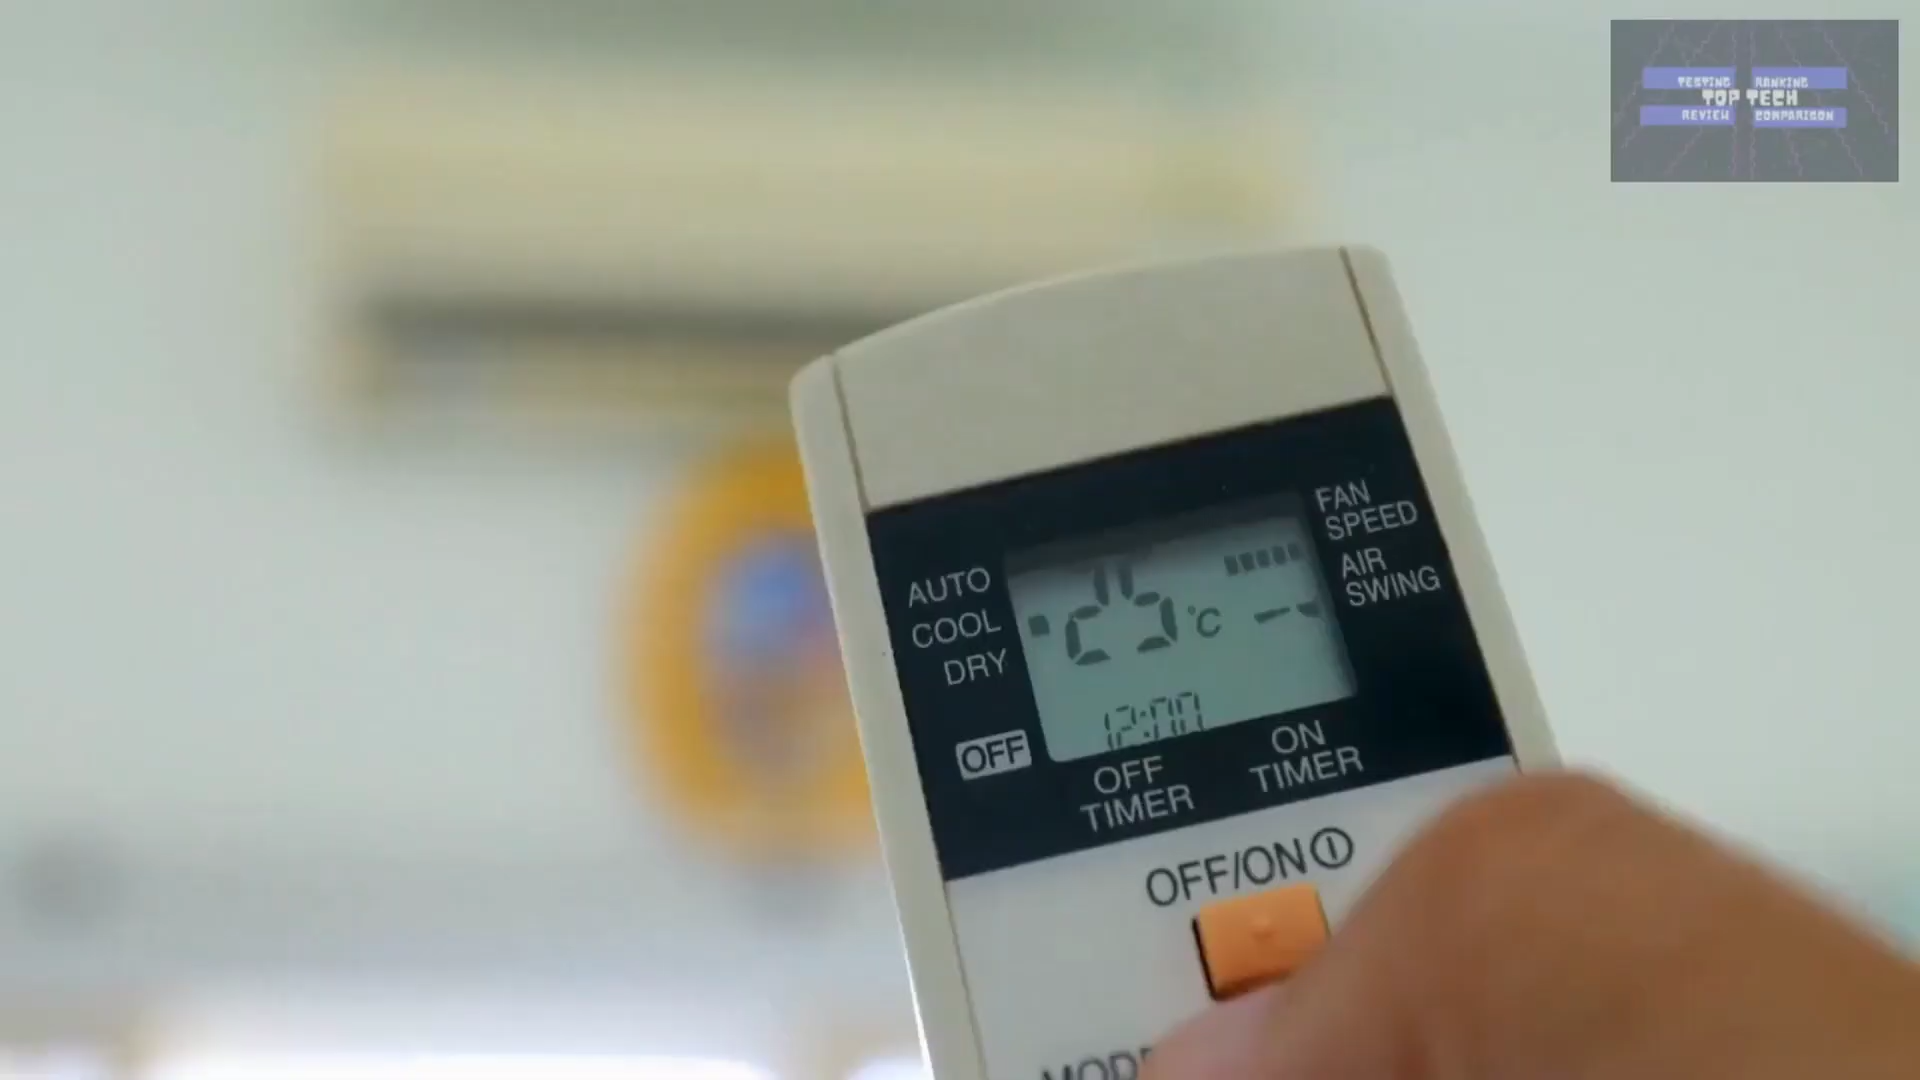 TESTING RANKING
TOP TECH
REVIEW COMPARISON
FAN
SPEED
AIR
SWING
AUTO
COOL
DRY
25°C
12:00
OFF
OFF
TIMER
ON
TIMER
OFF/ON